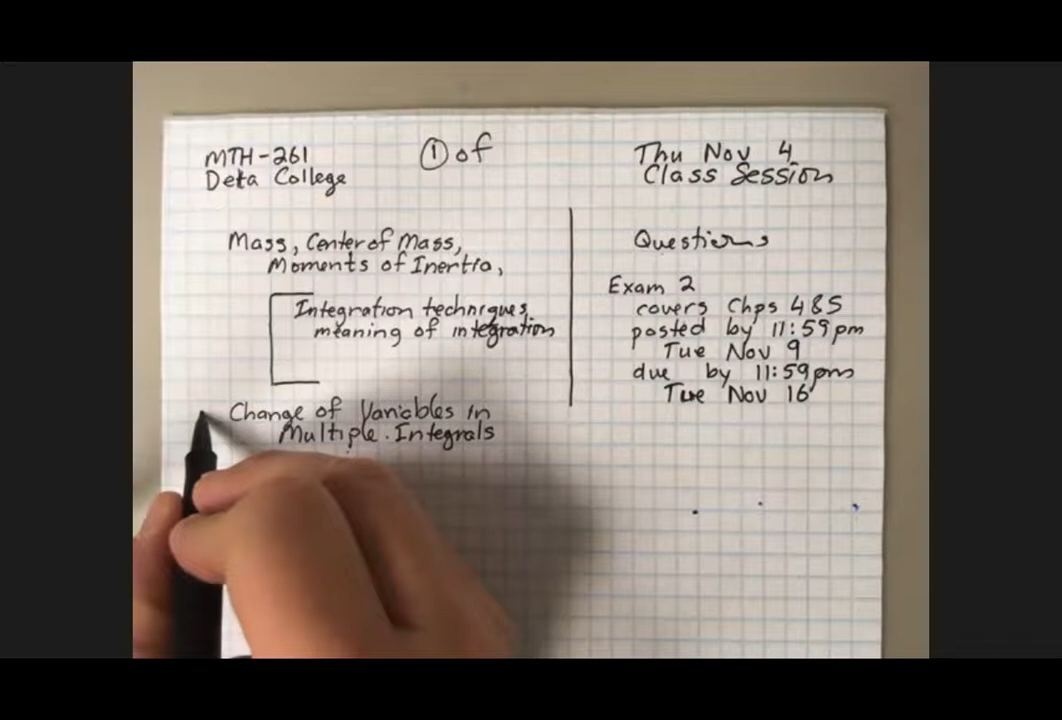 MTH-261
Deta College
① of
Thu Nov 4
Class Session
Mass, Center of Mass,
Moments of Inertia,
Integration techniques,
meaning of integration
Change of Variables in
Multiple Integrals
Questions
Exam 2
covers Chps 4&5
posted by 11:59pm
Tue Nov 9
due by 11:59pm
Tue Nov 16